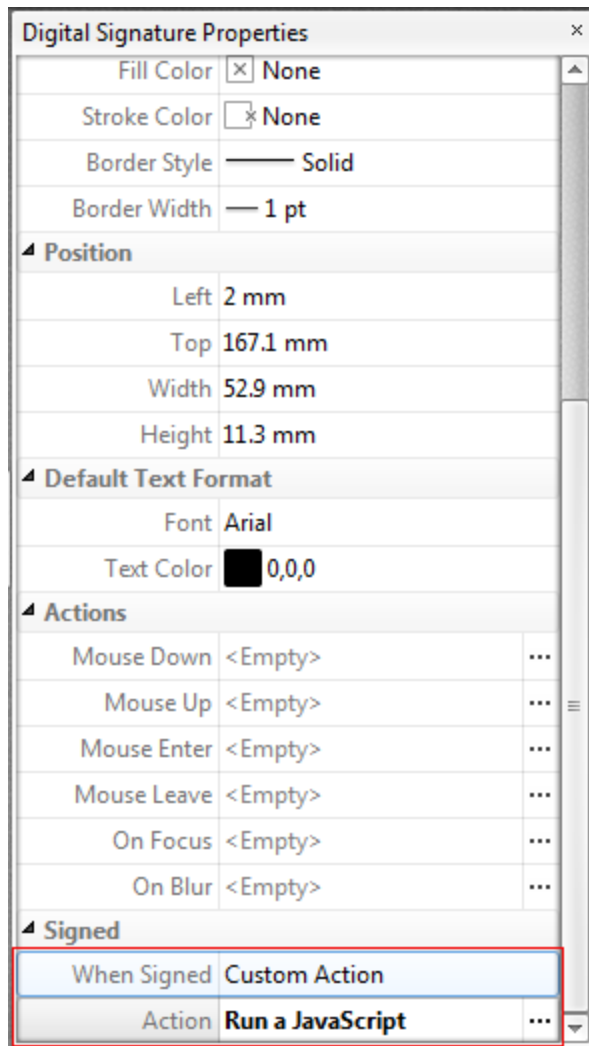 Digital Signature Properties
Fill Color None
Stroke Color None
Border Style Solid
Border Width 1 pt
Position
Left 2 mm
Top 167.1 mm
Width 52.9 mm
Height 11.3 mm
Default Text Format
Font Arial
Text Color 0,0,0
Actions
Mouse Down <Empty> ...
Mouse Up <Empty> ...
Mouse Enter <Empty> ...
Mouse Leave <Empty> ...
On Focus <Empty> ...
On Blur <Empty> ...
Signed
When Signed Custom Action
Action Run a JavaScript ...